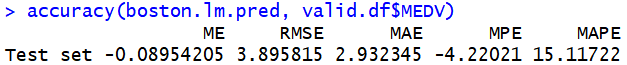 > accuracy(boston.lm.pred, valid.df$MEDV)
ME RMSE MAE MPE MAPE
Test set -0.08954205 3.895815 2.932345 -4.22021 15.11722